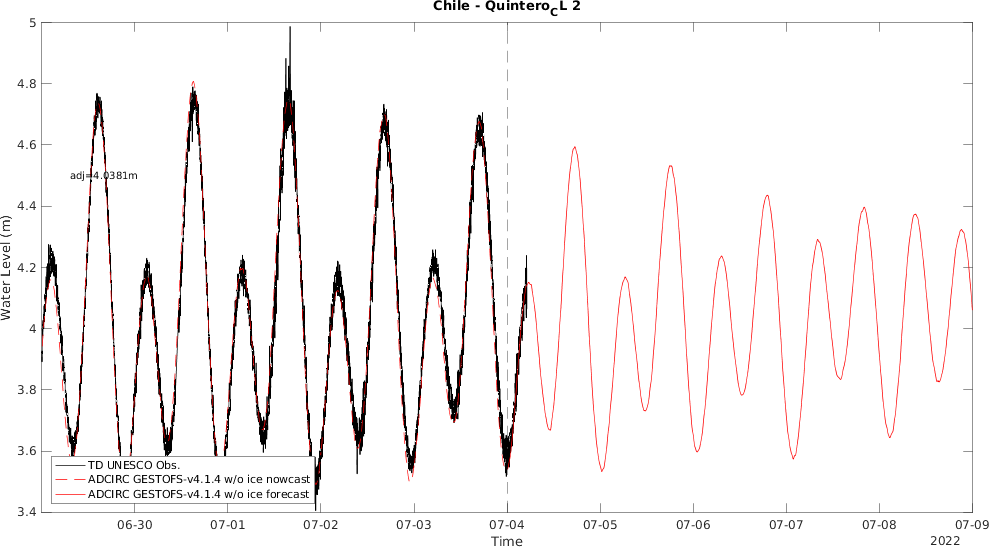 Chile - Quintero_CL 2
5
4.8
4.6
4.4
4.2
4
3.8
3.6
3.4
Water Level (m)
adj=4.0381m
TD UNESCO Obs.
ADCIRC GESTOFS-v4.1.4 w/o ice nowcast
ADCIRC GESTOFS-v4.1.4 w/o ice forecast
06-30
07-01
07-02
07-03
07-04
07-05
07-06
07-07
07-08
07-09
Time
2022